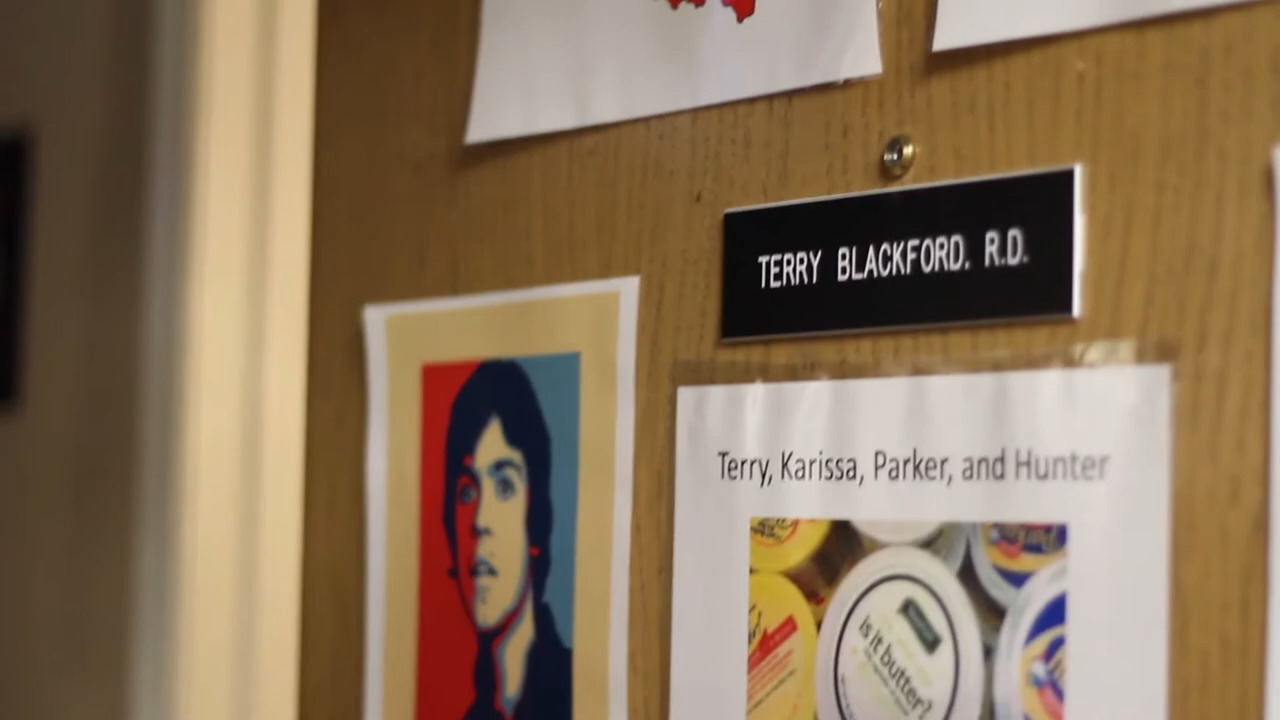 TERRY BLACKFORD. R.D.
Terry, Karissa, Parker, and Hunter
is it butter?